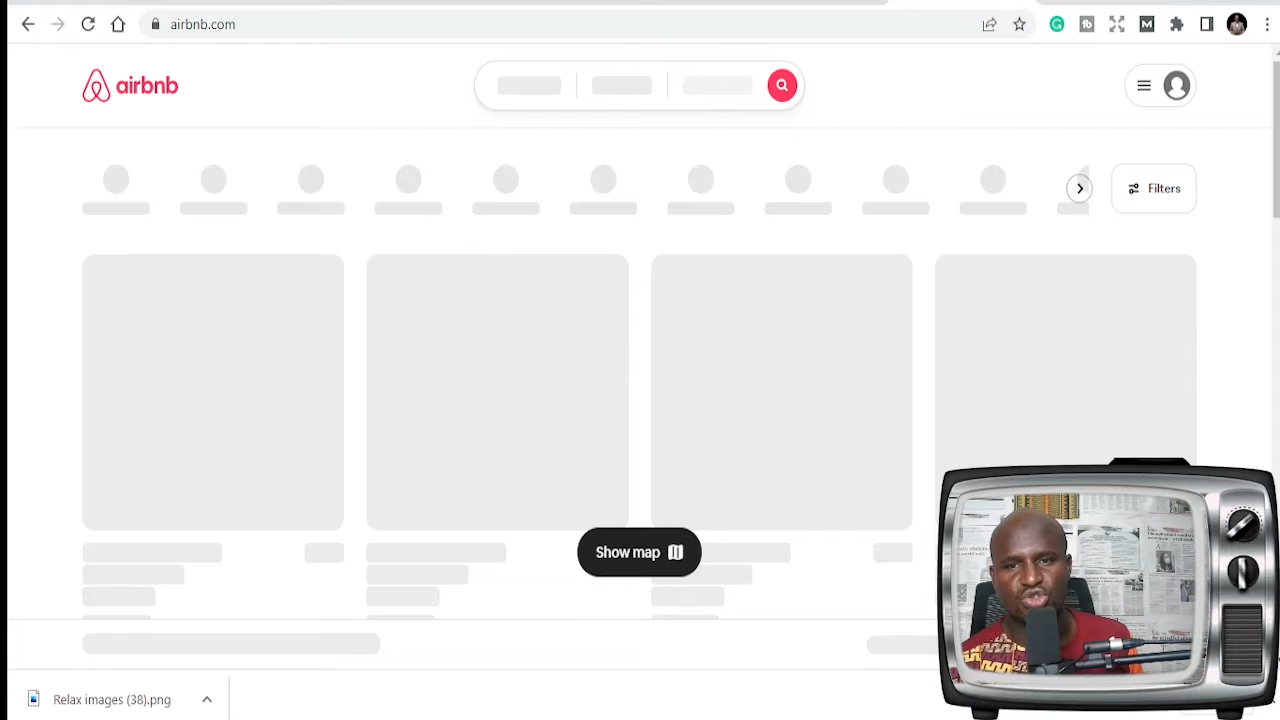 airbnb.com
airbnb
Filters
Show map
Relax images (38).png